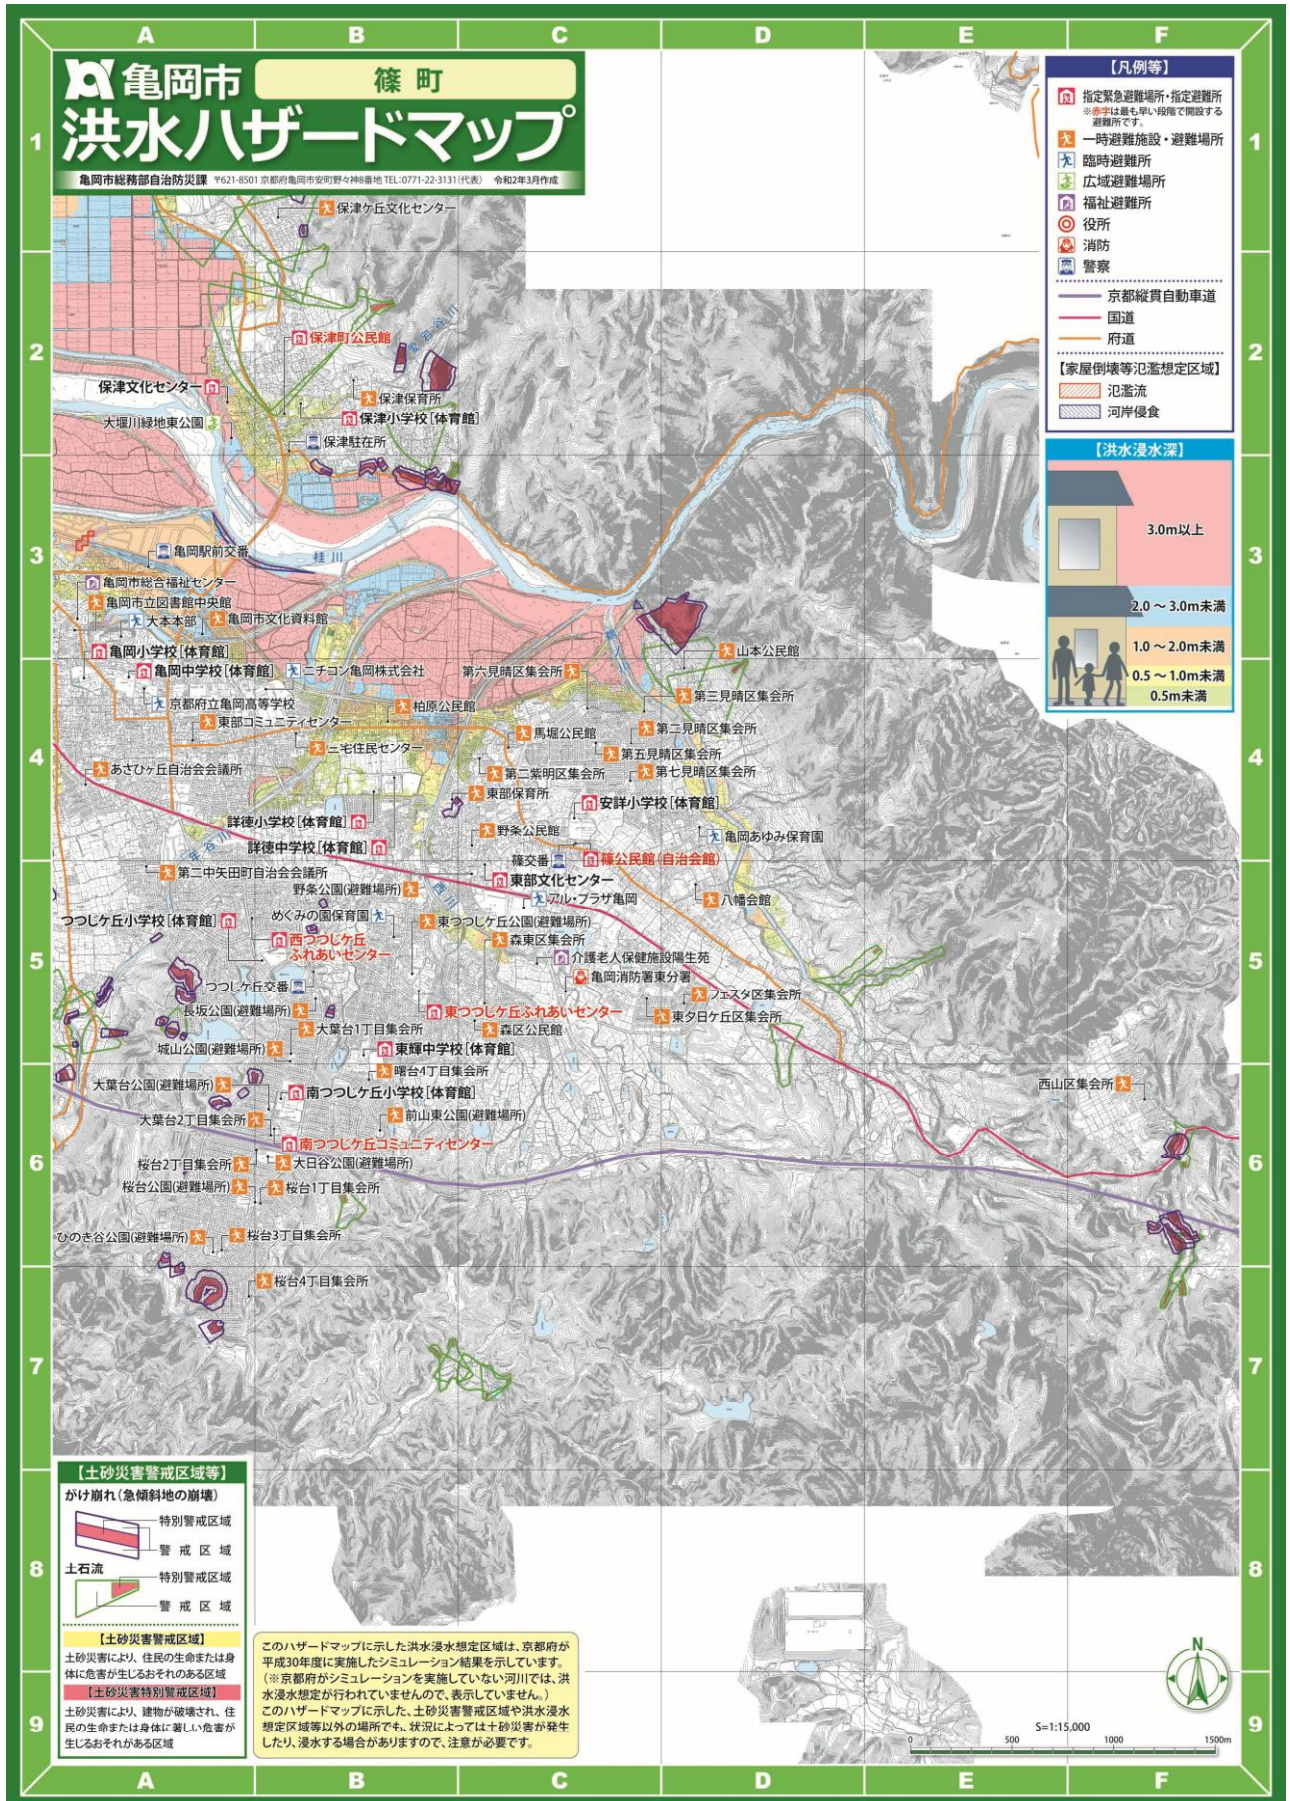 A B C D E F
亀岡市 篠町
洪水ハザードマップ
亀岡市総務部自治防災課 〒621-8501 京都府亀岡市安町野々神8番地 TEL:0771-22-3131(代表) 令和2年3月作成
【凡例等】
指定緊急避難場所・指定避難所
※赤字は最も早い段階で開設する
避難所です。
一時避難施設・避難場所
臨時避難所
広域避難場所
福祉避難所
役所
消防
警察
京都縦貫自動車道
国道
府道
【家屋倒壊等氾濫想定区域】
氾濫流
河岸侵食
【洪水浸水深】
3.0m以上
2.0～3.0m未満
1.0～2.0m未満
0.5～1.0m未満
0.5m未満
1
2
3
4
5
6
7
8
9
1
2
3
4
5
6
7
8
9
保津ケ丘文化センター
保津町公民館
愛宕谷川
保津文化センター
保津保育所
大堰川緑地東公園
保津小学校[体育館]
保津駐在所
亀岡駅前交番
桂川
亀岡市総合福祉センター
亀岡市立図書館中央館
大本本部
亀岡市文化資料館
亀岡小学校[体育館]
山本公民館
亀岡中学校[体育館]
ニチコン亀岡株式会社
第六見晴区集会所
京都府立亀岡高等学校
柏原公民館
第三見晴区集会所
東部コミュニティセンター
馬堀公民館
第二見晴区集会所
三宅住民センター
第五見晴区集会所
あさひヶ丘自治会会議所
第二紫明区集会所
第七見晴区集会所
東部保育所
安詳小学校[体育館]
詳徳小学校[体育館]
野条公民館
亀岡あゆみ保育園
年谷川
詳徳中学校[体育館]
篠交番
篠公民館(自治会館)
第二中矢田町自治会会議所
東部文化センター
野条公園(避難場所)
西川
アル・プラザ亀岡
八幡会館
つつじケ丘小学校[体育館]
めぐみの園保育園
東つつじケ丘公園(避難場所)
西つつじケ丘
ふれあいセンター
森東区集会所
介護老人保健施設陽生苑
つつじケ丘交番
亀岡消防署東分署
フェスタ区集会所
長坂公園(避難場所)
東つつじケ丘ふれあいセンター
東夕日ケ丘区集会所
大葉台1丁目集会所
森区公民館
城山公園(避難場所)
東輝中学校[体育館]
曙台4丁目集会所
大葉台公園(避難場所)
南つつじケ丘小学校[体育館]
西山区集会所
大葉台2丁目集会所
前山東公園(避難場所)
南つつじケ丘コミュニティセンター
桜台2丁目集会所
大日谷公園(避難場所)
桜台公園(避難場所)
桜台1丁目集会所
ひのき谷公園(避難場所)
桜台3丁目集会所
桜台4丁目集会所
【土砂災害警戒区域等】
がけ崩れ(急傾斜地の崩壊)
特別警戒区域
警戒区域
土石流
特別警戒区域
警戒区域
【土砂災害警戒区域】
土砂災害により、住民の生命または身
体に危害が生じるおそれのある区域
【土砂災害特別警戒区域】
土砂災害により、建物が破壊され、住
民の生命または身体に著しい危害が
生じるおそれがある区域
このハザードマップに示した洪水浸水想定区域は、京都府が
平成30年度に実施したシミュレーション結果を示しています。
(※京都府がシミュレーションを実施していない河川では、洪
水浸水想定が行われていませんので、表示していません。)
このハザードマップに示した、土砂災害警戒区域や洪水浸水
想定区域等以外の場所でも、状況によっては土砂災害が発生
したり、浸水する場合がありますので、注意が必要です。
N
S=1:15.000
0 500 1000 1500m
A B C D E F